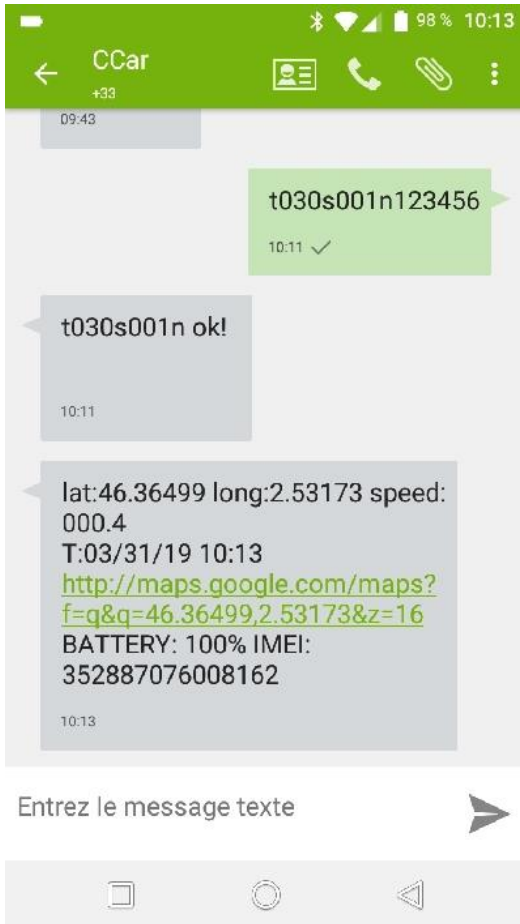 98 % 10:13
CCar
+33
09:43
t030s001n123456
10:11
t030s001n ok!
10:11
lat:46.36499 long:2.53173 speed:
000.4
T:03/31/19 10:13
http://maps.google.com/maps?
f=q&q=46.36499,2.53173&z=16
BATTERY: 100% IMEI:
352887076008162
10:13
Entrez le message texte